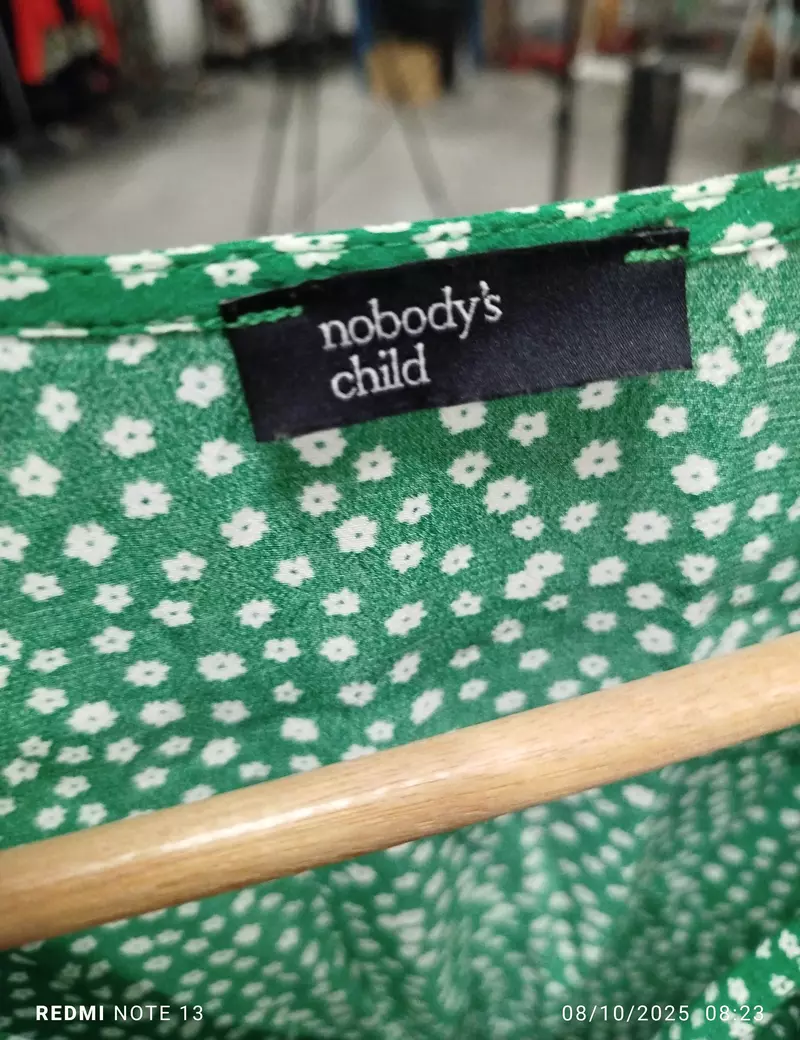 nobody's
child
REDMI NOTE 13
08/10/2025 08:23